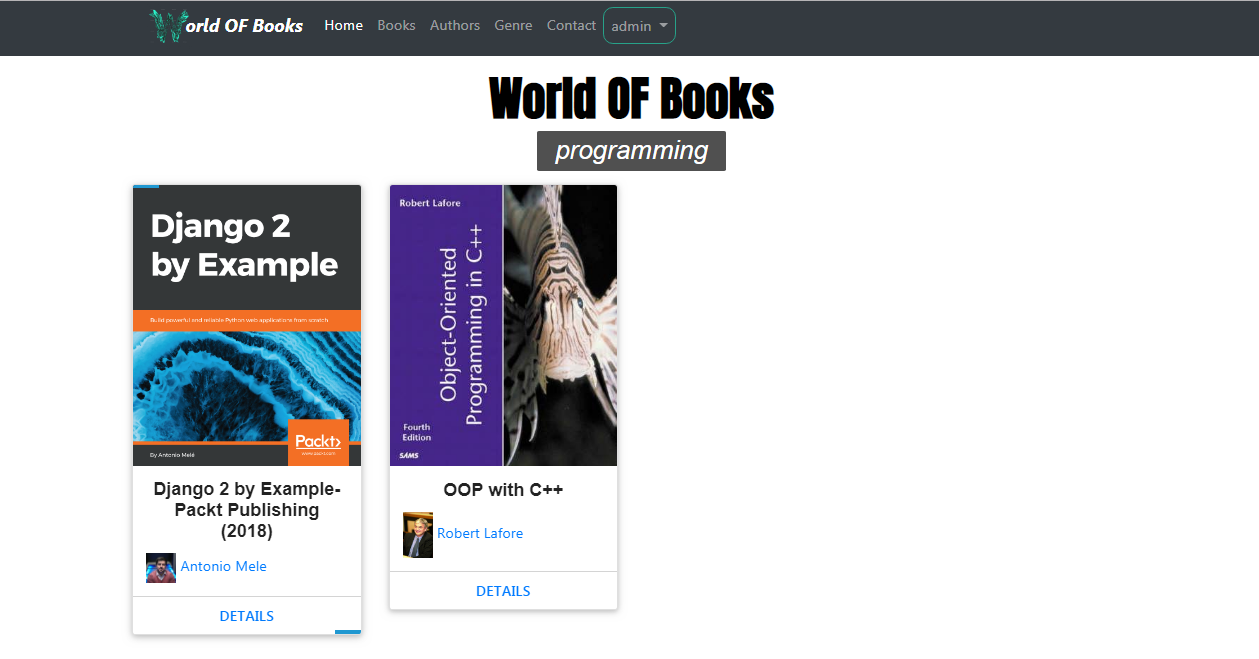 World OF Books
Home
Books
Authors
Genre
Contact
admin
World OF Books
programming
Django 2
by Example
Build powerful and reliable Python web applications from scratch
Packt>
www.packt.com
By Antonio Melé
Django 2 by Example-
Packt Publishing
(2018)
Antonio Mele
DETAILS
Robert Lafore
Object-Oriented
Programming in C++
Fourth
Edition
SAMS
OOP with C++
Robert Lafore
DETAILS